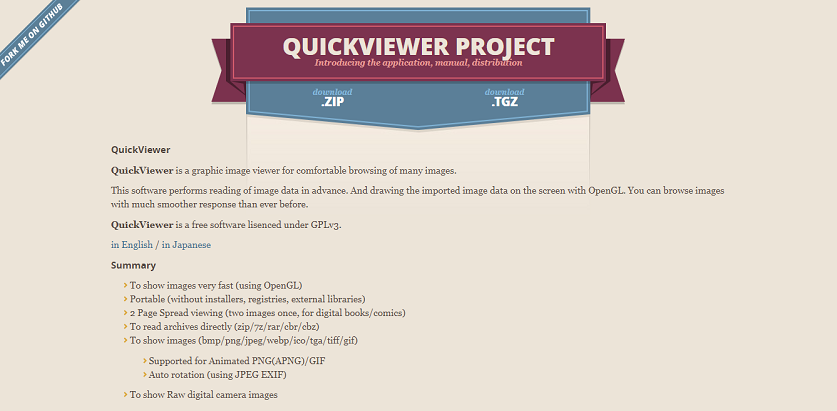 FORK ME ON GITHUB
QUICKVIEWER PROJECT
Introducing the application, manual, distribution
download
.ZIP
download
.TGZ
QuickViewer
QuickViewer is a graphic image viewer for comfortable browsing of many images.
This software performs reading of image data in advance. And drawing the imported image data on the screen with OpenGL. You can browse images
with much smoother response than ever before.
QuickViewer is a free software lisenced under GPLv3.
in English / in Japanese
Summary
To show images very fast (using OpenGL)
Portable (without installers, registries, external libraries)
2 Page Spread viewing (two images once, for digital books/comics)
To read archives directly (zip/7z/rar/cbr/cbz)
To show images (bmp/png/jpeg/webp/ico/tga/tiff/gif)
Supported for Animated PNG(APNG)/GIF
Auto rotation (using JPEG EXIF)
To show Raw digital camera images